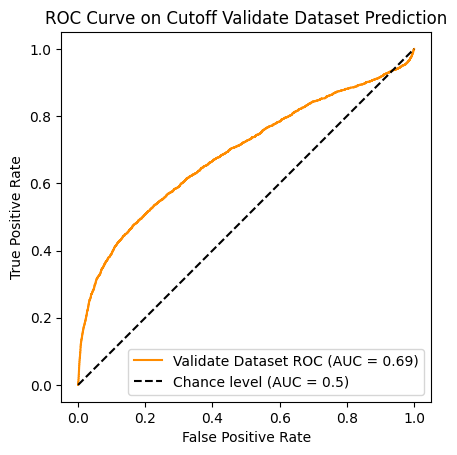 ROC Curve on Cutoff Validate Dataset Prediction
1.0
0.8
0.6
0.4
0.2
0.0
True Positive Rate
Validate Dataset ROC (AUC = 0.69)
Chance level (AUC = 0.5)
0.0 0.2 0.4 0.6 0.8 1.0
False Positive Rate